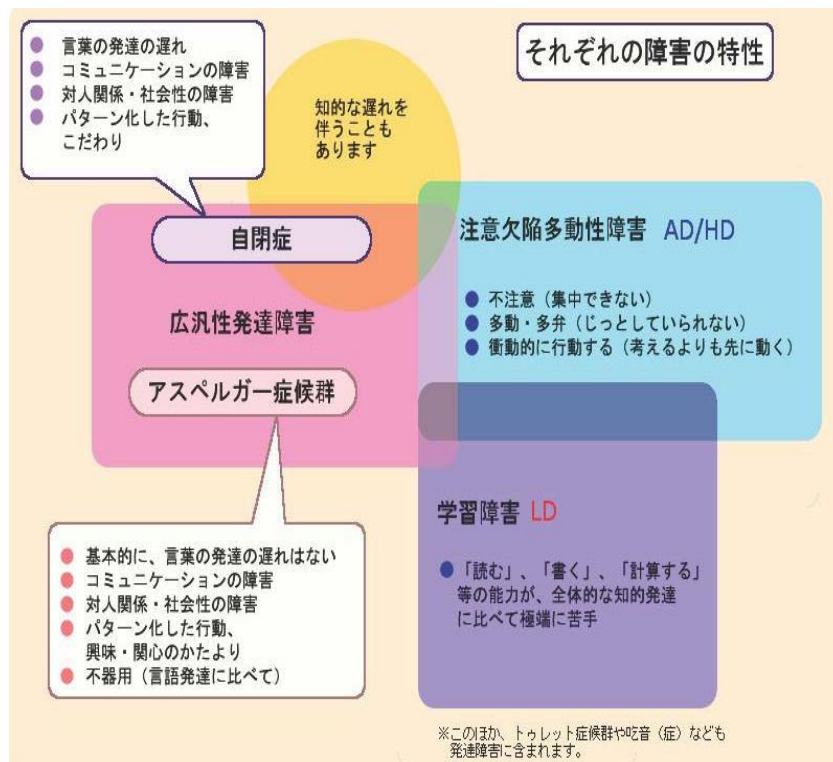 それぞれの障害の特性
● 言葉の発達の遅れ
● コミュニケーションの障害
● 対人関係・社会性の障害
● パターン化した行動、
こだわり
知的な遅れを
伴うことも
あります
自閉症
広汎性発達障害
アスペルガー症候群
注意欠陥多動性障害 AD/HD
● 不注意（集中できない）
● 多動・多弁（じっとしていられない）
● 衝動的に行動する（考えるよりも先に動く）
● 基本的に、言葉の発達の遅れはない
● コミュニケーションの障害
● 対人関係・社会性の障害
● パターン化した行動、
興味・関心のかたより
● 不器用（言語発達に比べて）
学習障害 LD
● 「読む」、「書く」、「計算する」
等の能力が、全体的な知的発達
に比べて極端に苦手
※このほか、トゥレット症候群や吃音（症）なども
発達障害に含まれます。